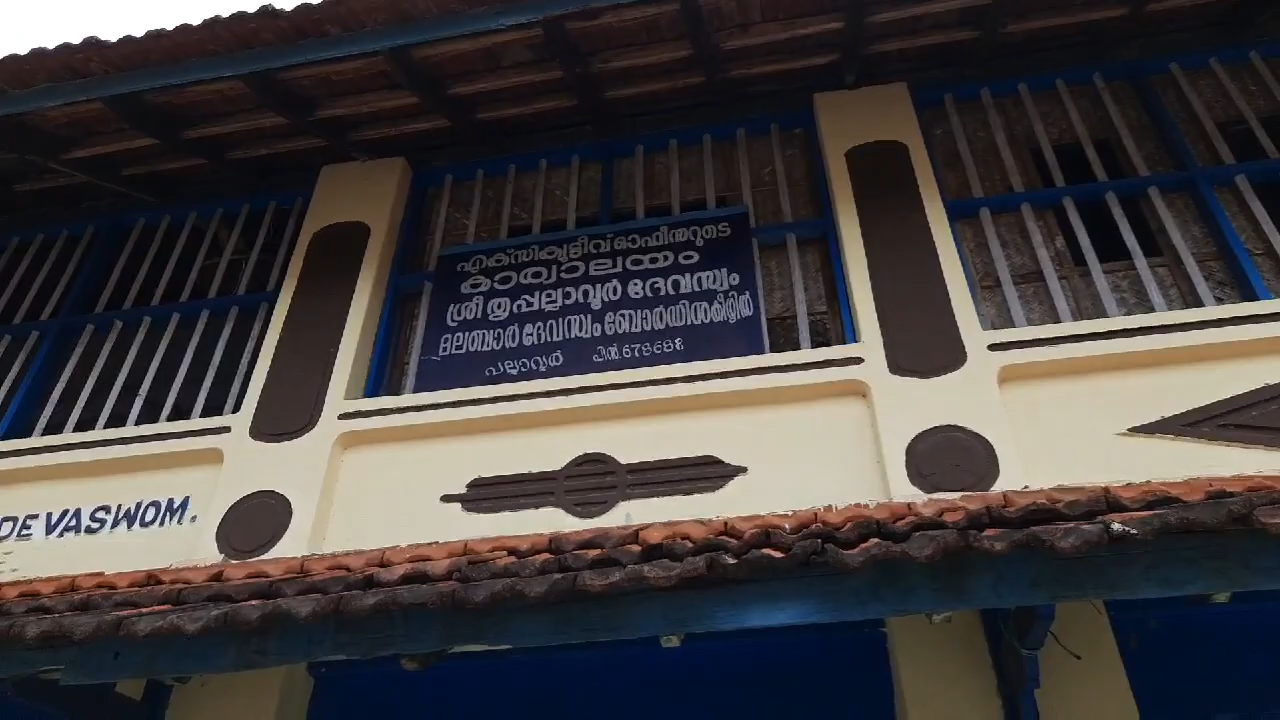 എക്സിക്യൂട്ടീവ് ഓഫീസറുടെ
കാര്യാലയം
ശ്രീ തൃപ്പല്ലാവൂർ ദേവസ്വം
മലബാർ ദേവസ്വം ബോർഡിൻകീഴിൽ
പല്ലാവൂർ പിൻ.678688
DEVASWOM.